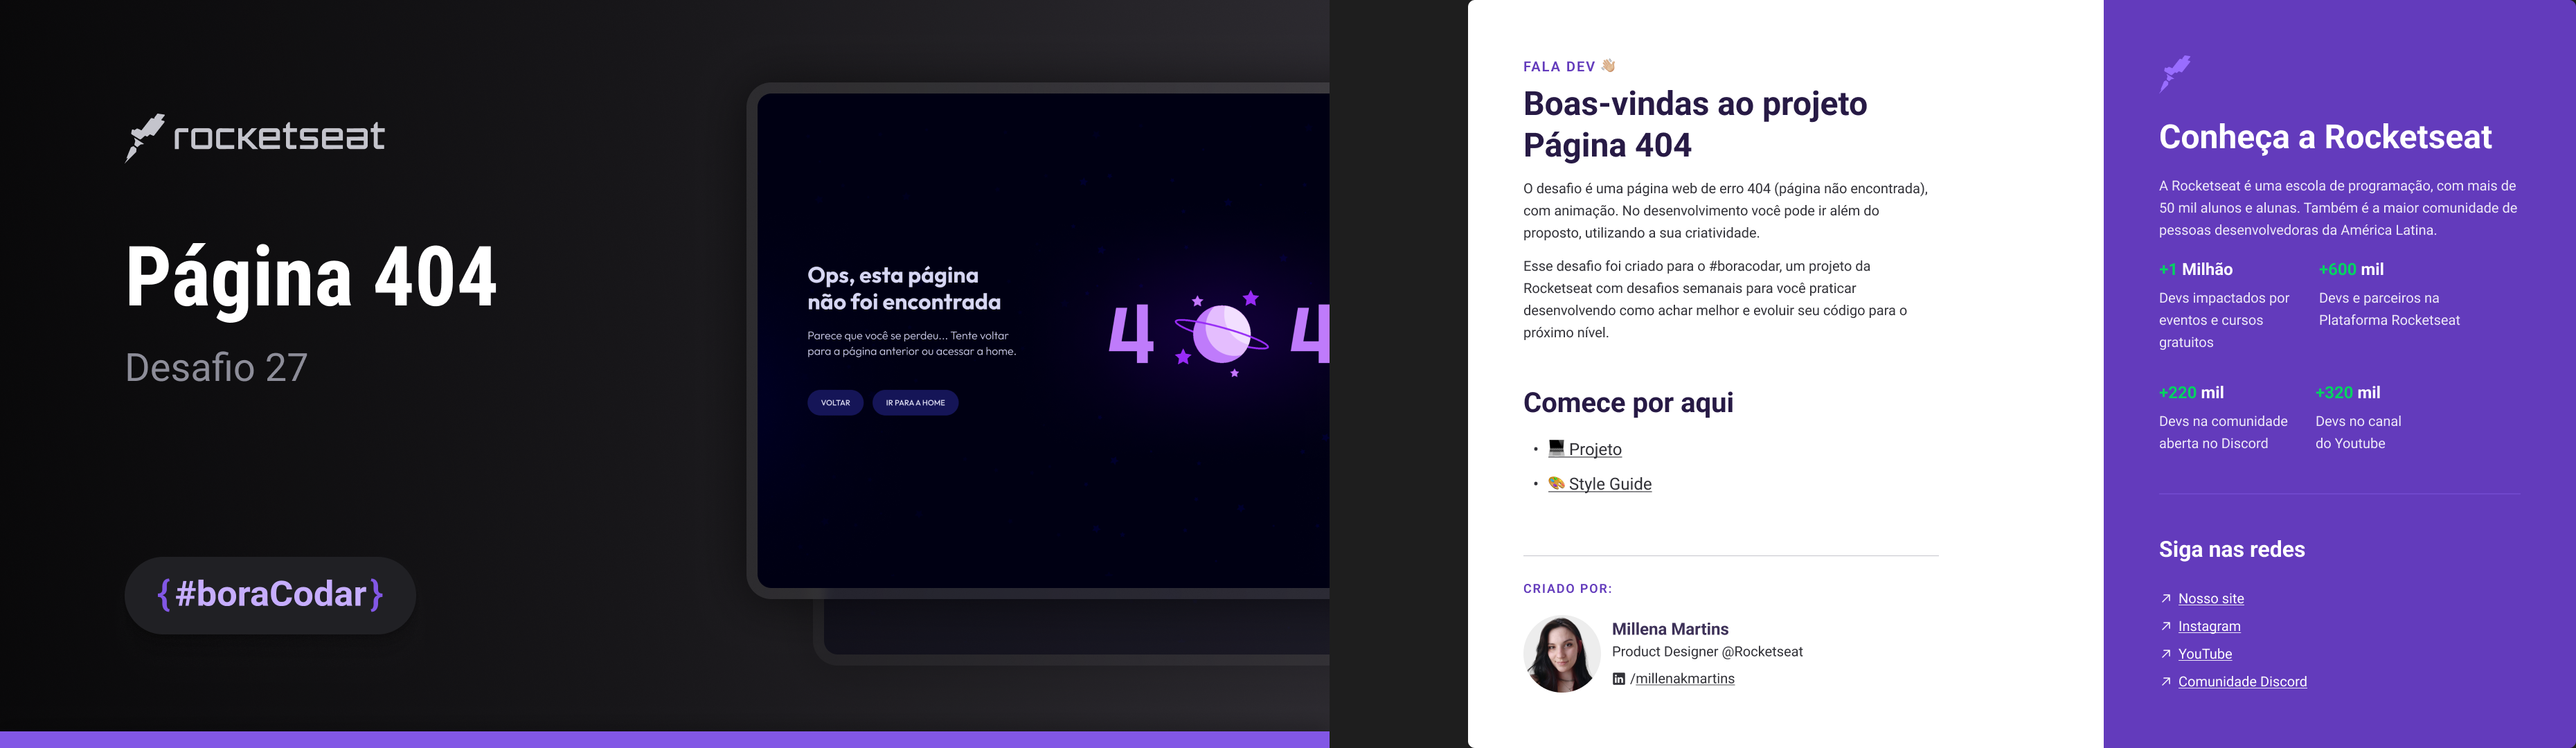 rocketseat
Página 404
Desafio 27
{#boraCodar}
Ops, esta página
não foi encontrada
Parece que você se perdeu... Tente voltar
para a página anterior ou acessar a home.
VOLTAR
IR PARA A HOME
4 4
FALA DEV 👋🏼
Boas-vindas ao projeto
Página 404
O desafio é uma página web de erro 404 (página não encontrada),
com animação. No desenvolvimento você pode ir além do
proposto, utilizando a sua criatividade.
Esse desafio foi criado para o #boracodar, um projeto da
Rocketseat com desafios semanais para você praticar
desenvolvendo como achar melhor e evoluir seu código para o
próximo nível.
Comece por aqui
• 💻 Projeto
• 🎨 Style Guide
CRIADO POR:
Millena Martins
Product Designer @Rocketseat
in /millenakmartins
Conheça a Rocketseat
A Rocketseat é uma escola de programação, com mais de
50 mil alunos e alunas. Também é a maior comunidade de
pessoas desenvolvedoras da América Latina.
+1 Milhão
Devs impactados por
eventos e cursos
gratuitos
+600 mil
Devs e parceiros na
Plataforma Rocketseat
+220 mil
Devs na comunidade
aberta no Discord
+320 mil
Devs no canal
do Youtube
Siga nas redes
↗ Nosso site
↗ Instagram
↗ YouTube
↗ Comunidade Discord